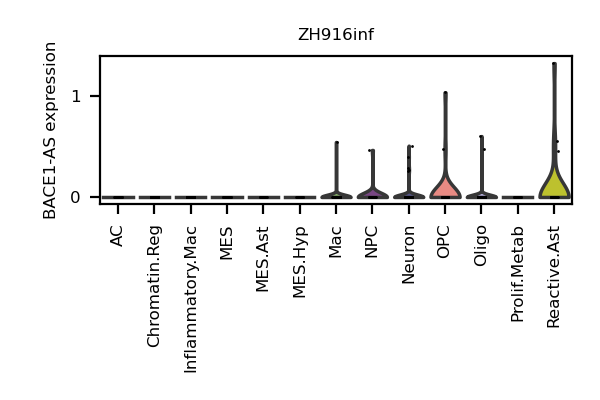 ZH916inf
BACE1-AS expression
1
0
AC
Chromatin.Reg
Inflammatory.Mac
MES
MES.Ast
MES.Hyp
Mac
NPC
Neuron
OPC
Oligo
Prolif.Metab
Reactive.Ast